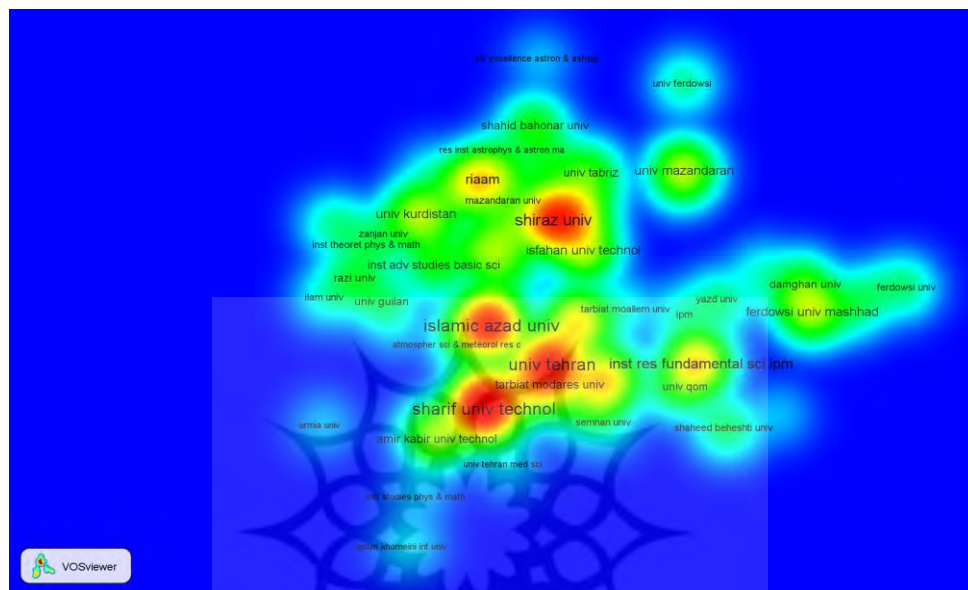 excellence astron & astrop
univ ferdowsi
shahid bahonar univ
res inst astrophys & astron ma
univ tabriz
univ mazandaran
riaam
mazandaran univ
univ kurdistan
shiraz univ
zanjan univ
inst theoret phys & math
isfahan univ technol
inst adv studies basic sci
razi univ
damghan univ
ferdowsi univ
ilam univ
univ guilan
yazd univ
tarbiat moallem univ
ipm
ferdowsi univ mashhad
islamic azad univ
atmospher sci & meteorol res c
univ tehran
inst res fundamental sci ipm
tarbiat modares univ
univ qom
sharif univ technol
semnan univ
urmia univ
shaheed beheshti univ
amir kabir univ technol
univ tehran med sci
inst studies phys & math
khomeini int univ
VOSviewer